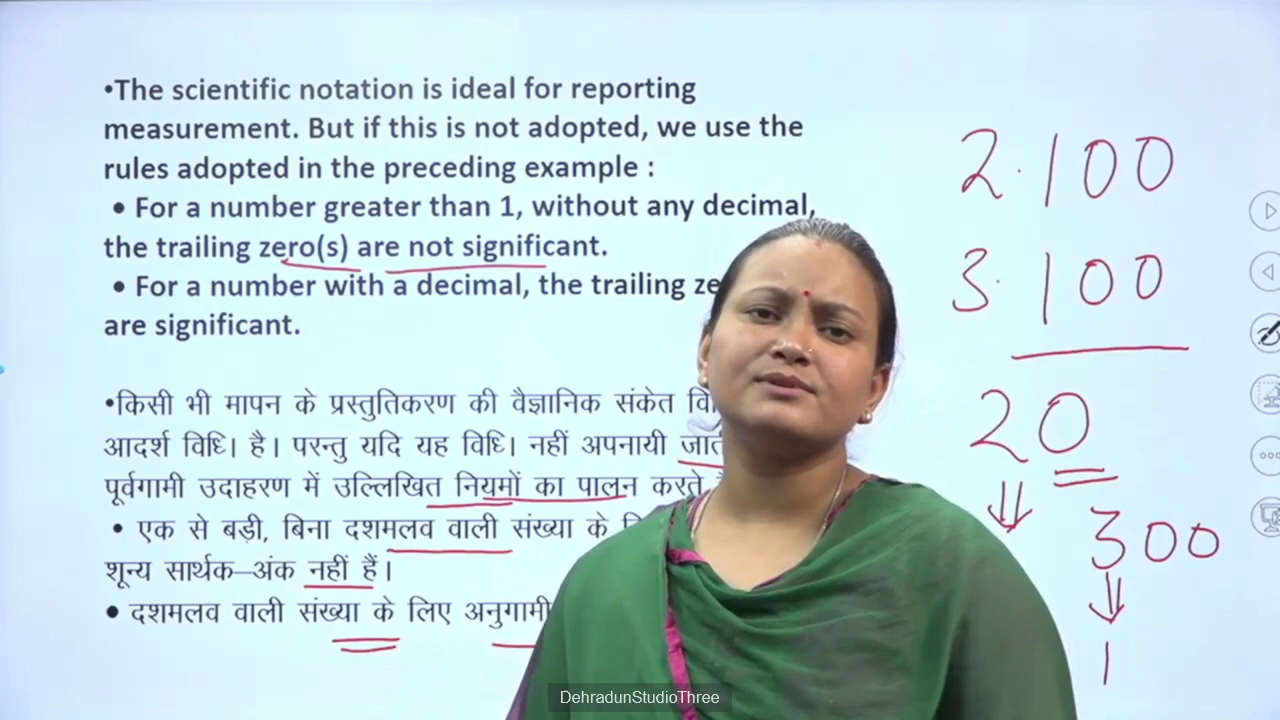 •The scientific notation is ideal for reporting
measurement. But if this is not adopted, we use the
rules adopted in the preceding example :
• For a number greater than 1, without any decimal,
the trailing zero(s) are not significant.
• For a number with a decimal, the trailing
are significant.
•किसी भी मापन के प्रस्तुतिकरण की वैज्ञानिक संकेत
आदर्श विधि। है। परन्तु यदि यह विधि। नहीं अपनायी
पूर्वगामी उदाहरण में उल्लिखित नियमों का पालन करते
• एक से बड़ी, बिना दशमलव वाली संख्या के
शून्य सार्थक–अंक नहीं हैं।
• दशमलव वाली संख्या के लिए अनुगामी
2.100
3.100
20
300
1
DehradunStudioThree